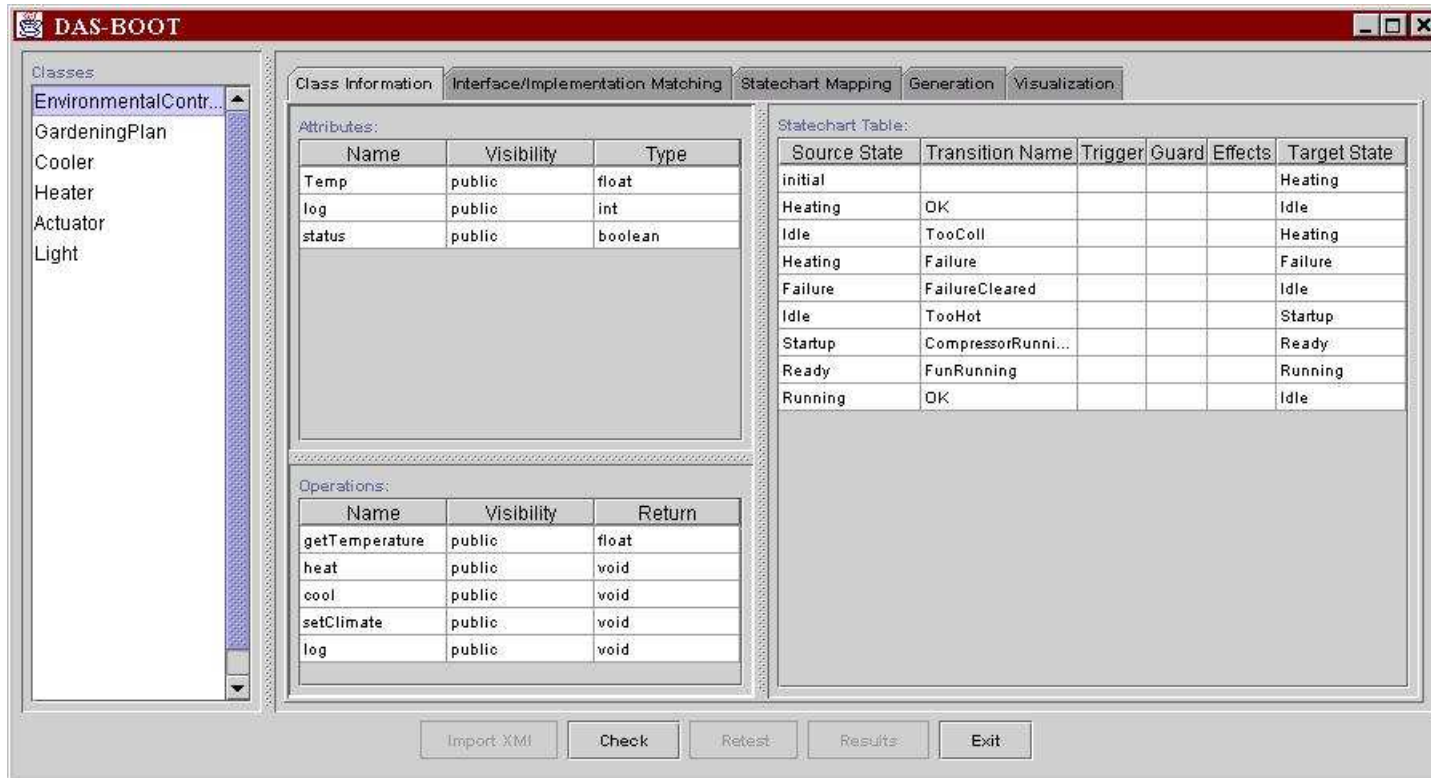 DAS-BOOT
Classes
EnvironmentalContr...
GardeningPlan
Cooler
Heater
Actuator
Light
Class Information Interface/Implementation Matching Statechart Mapping Generation Visualization
Attributes:
Name Visibility Type
Temp public float
log public int
status public boolean
Operations:
Name Visibility Return
getTemperature public float
heat public void
cool public void
setClimate public void
log public void
Statechart Table:
Source State Transition Name Trigger Guard Effects Target State
initial Heating
Heating OK Idle
Idle TooColl Heating
Heating Failure Failure
Failure FailureCleared Idle
Idle TooHot Startup
Startup CompressorRunni... Ready
Ready FunRunning Running
Running OK Idle
Import XMI Check Retest Results Exit